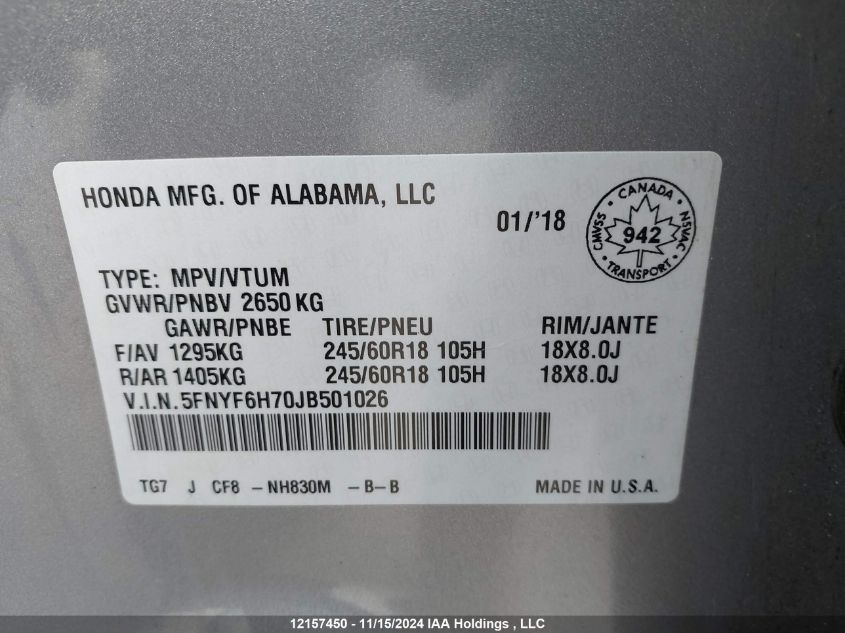 HONDA MFG. OF ALABAMA, LLC
01/'18
CANADA
CMVSS
942
NSVAC
TRANSPORT
TYPE: MPV/VTUM
GVWR/PNBV 2650KG
GAWR/PNBE TIRE/PNEU RIM/JANTE
F/AV 1295KG 245/60R18 105H 18X8.0J
R/AR 1405KG 245/60R18 105H 18X8.0J
V.I.N.5FNYF6H70JB501026
TG7 J CF8 -NH830M -B-B MADE IN U.S.A.
12157450 - 11/15/2024 IAA Holdings , LLC